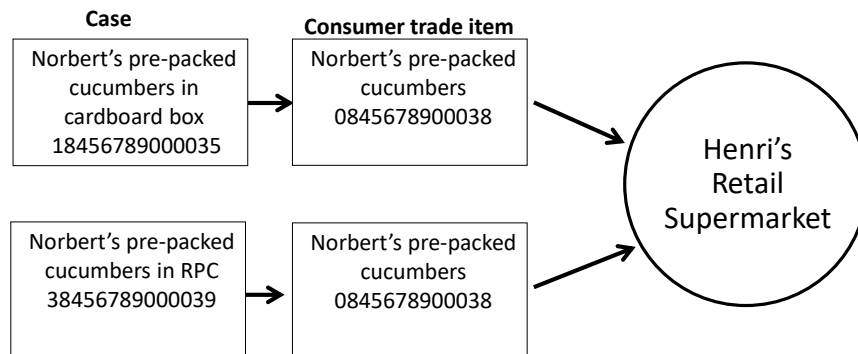 Case
Consumer trade item
Norbert’s pre-packed
cucumbers in
cardboard box
18456789000035
Norbert’s pre-packed
cucumbers
0845678900038
Henri’s
Retail
Supermarket
Norbert’s pre-packed
cucumbers in RPC
38456789000039
Norbert’s pre-packed
cucumbers
0845678900038